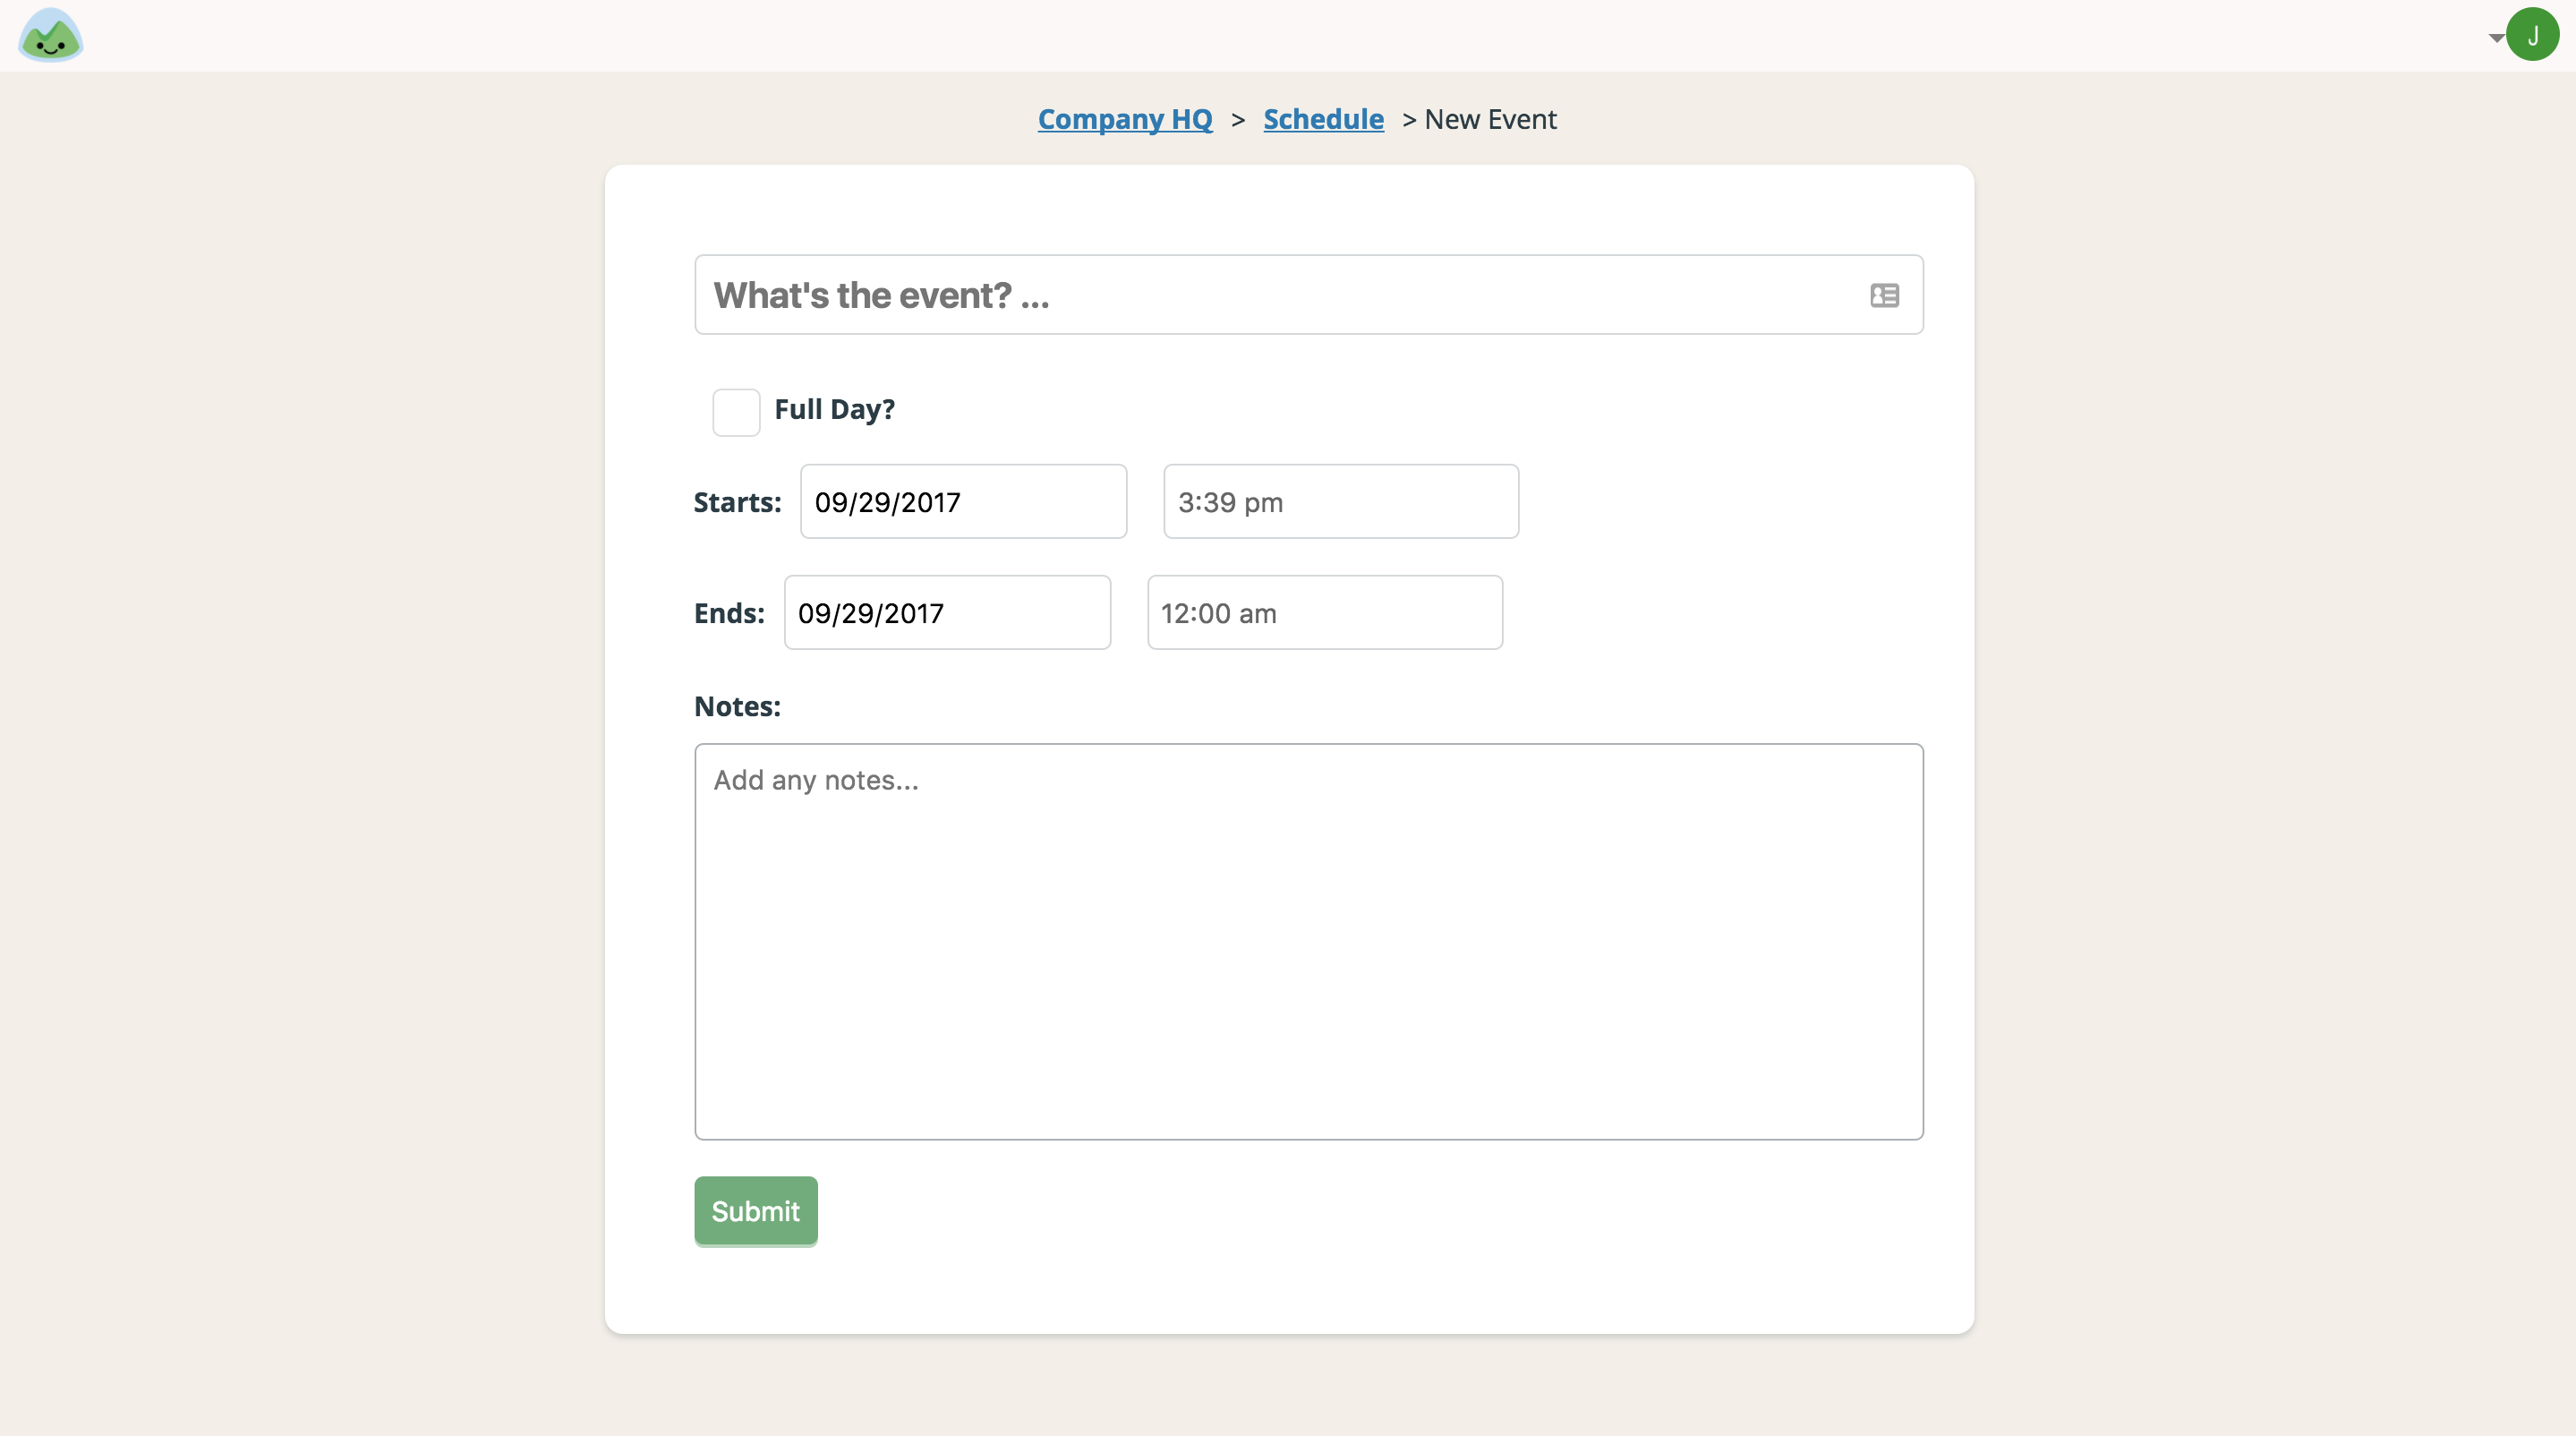 J
Company HQ > Schedule > New Event
What's the event? ...
Full Day?
Starts: 09/29/2017 3:39 pm
Ends: 09/29/2017 12:00 am
Notes:
Add any notes...
Submit